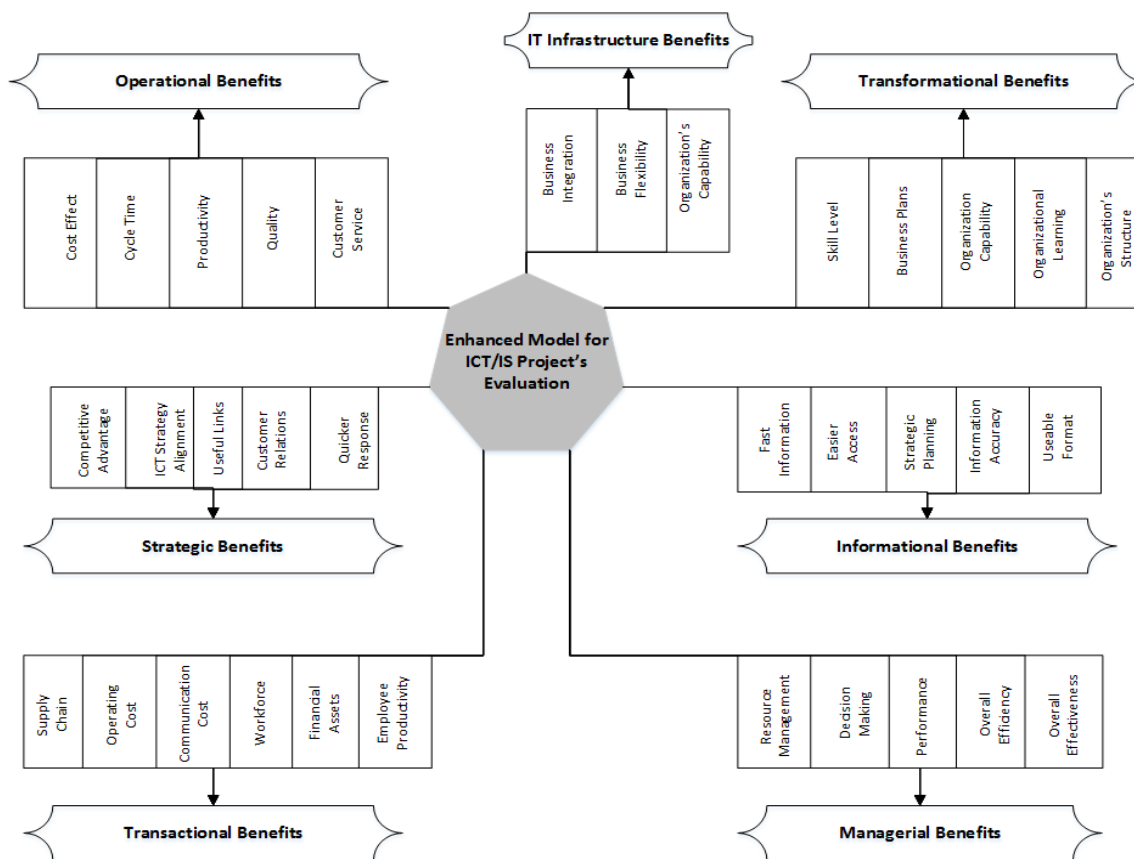 IT Infrastructure Benefits
Operational Benefits
Transformational Benefits
Cost Effect
Cycle Time
Productivity
Quality
Customer
Service
Business
Integration
Business
Flexibility
Organization's
Capability
Skill Level
Business Plans
Organization
Capability
Organizational
Learning
Organization's
Structure
Enhanced Model for
ICT/IS Project's
Evaluation
Competitive
Advantage
ICT Strategy
Alignment
Useful Links
Customer
Relations
Quicker
Response
Fast
Information
Easier
Access
Strategic
Planning
Information
Accuracy
Useable
Format
Strategic Benefits
Informational Benefits
Supply
Chain
Operating
Cost
Communication
Cost
Workforce
Financial
Assets
Employee
Productivity
Resource
Management
Decision
Making
Performance
Overall
Efficiency
Overall
Effectiveness
Transactional Benefits
Managerial Benefits